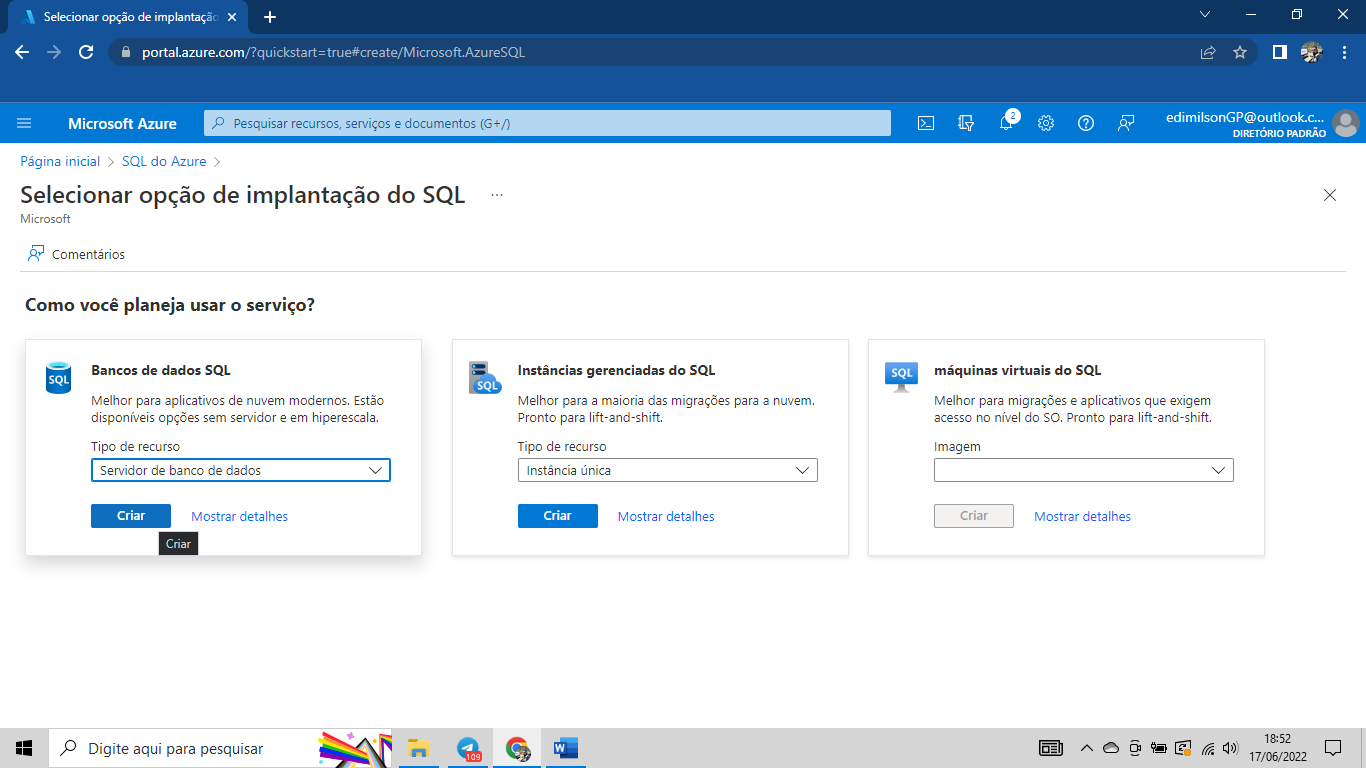 Selecionar opção de implantação
portal.azure.com/?quickstart=true#create/Microsoft.AzureSQL
Microsoft Azure
Pesquisar recursos, serviços e documentos (G+/)
2
edimilsonGP@outlook.c...
DIRETÓRIO PADRÃO
Página inicial > SQL do Azure >
Selecionar opção de implantação do SQL ...
Microsoft
Comentários
Como você planeja usar o serviço?
SQL
Bancos de dados SQL
Melhor para aplicativos de nuvem modernos. Estão
disponíveis opções sem servidor e em hiperescala.
Tipo de recurso
Servidor de banco de dados
Criar
Mostrar detalhes
Criar
SQL
Instâncias gerenciadas do SQL
Melhor para a maioria das migrações para a nuvem.
Pronto para lift-and-shift.
Tipo de recurso
Instância única
Criar
Mostrar detalhes
SQL
máquinas virtuais do SQL
Melhor para migrações e aplicativos que exigem
acesso no nível do SO. Pronto para lift-and-shift.
Imagem
Criar
Mostrar detalhes
Digite aqui para pesquisar
109
W
18:52
17/06/2022